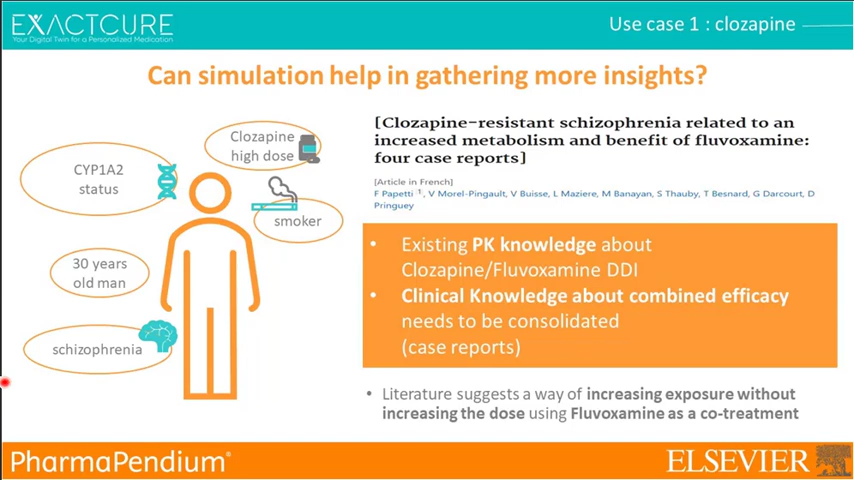 EXACTCURE
Your Digital Twin for a Personalized Medication
Use case 1 : clozapine
Can simulation help in gathering more insights?
CYP1A2
status
Clozapine
high dose
smoker
30 years
old man
schizophrenia
[Clozapine-resistant schizophrenia related to an
increased metabolism and benefit of fluvoxamine:
four case reports]
[Article in French]
F Papetti 1, V Morel-Pingault, V Buisse, L Maziere, M Banayan, S Thauby, T Besnard, G Darcourt, D
Pringuey
• Existing PK knowledge about
Clozapine/Fluvoxamine DDI
• Clinical Knowledge about combined efficacy
needs to be consolidated
(case reports)
• Literature suggests a way of increasing exposure without
increasing the dose using Fluvoxamine as a co-treatment
PharmaPendium®
ELSEVIER